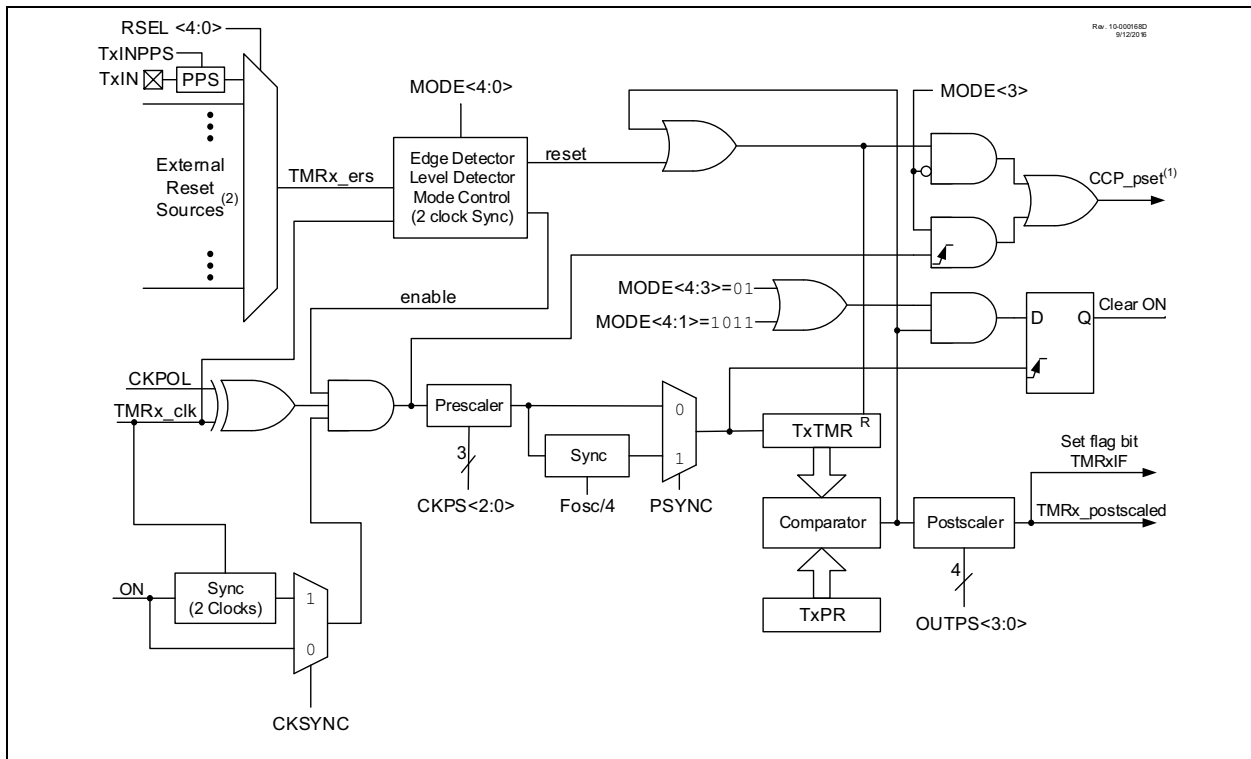 Rev. 10-000168D
9/12/2016
RSEL <4:0>
TxINPPS
TxIN
PPS
MODE<4:0>
MODE<3>
External
Reset
Sources(2)
TMRx_ers
Edge Detector
Level Detector
Mode Control
(2 clock Sync)
reset
CCP_pset(1)
enable
MODE<4:3>=01
MODE<4:1>=1011
D
Q
Clear ON
CKPOL
TMRx_clk
Prescaler
3
CKPS<2:0>
Sync
Fosc/4
0
1
PSYNC
TxTMR
R
Set flag bit
TMRxIF
Comparator
Postscaler
TMRx_postscaled
4
OUTPS<3:0>
TxPR
ON
Sync
(2 Clocks)
1
0
CKSYNC